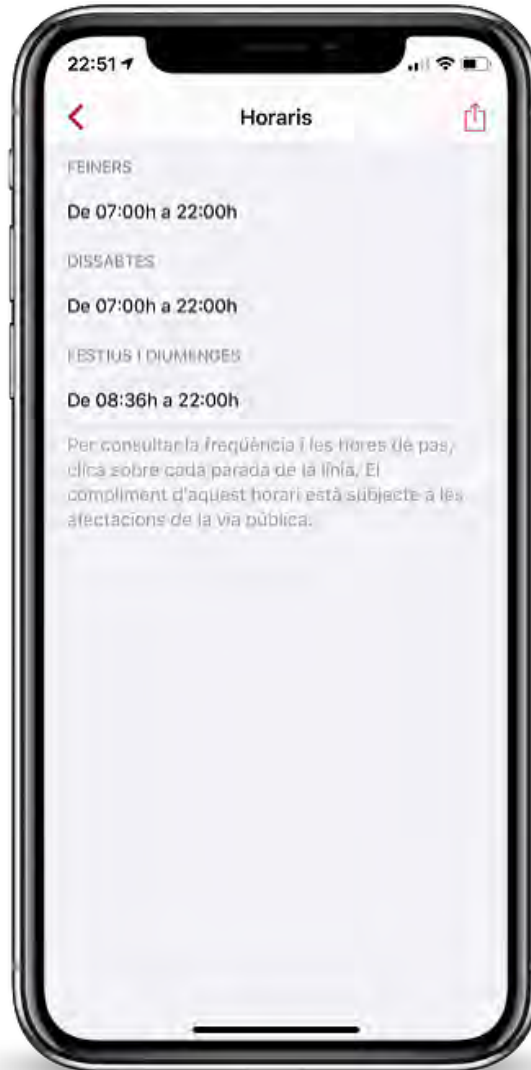 22:51
Horaris
FEINERS
De 07:00h a 22:00h
DISSABTES
De 07:00h a 22:00h
FESTIUS I DIUMENGES
De 08:36h a 22:00h
Per consultar la freqüència i les hores de pas,
clica sobre cada parada de la línia. El
compliment d'aquest horari està subjecte a les
afectacions de la via pública.